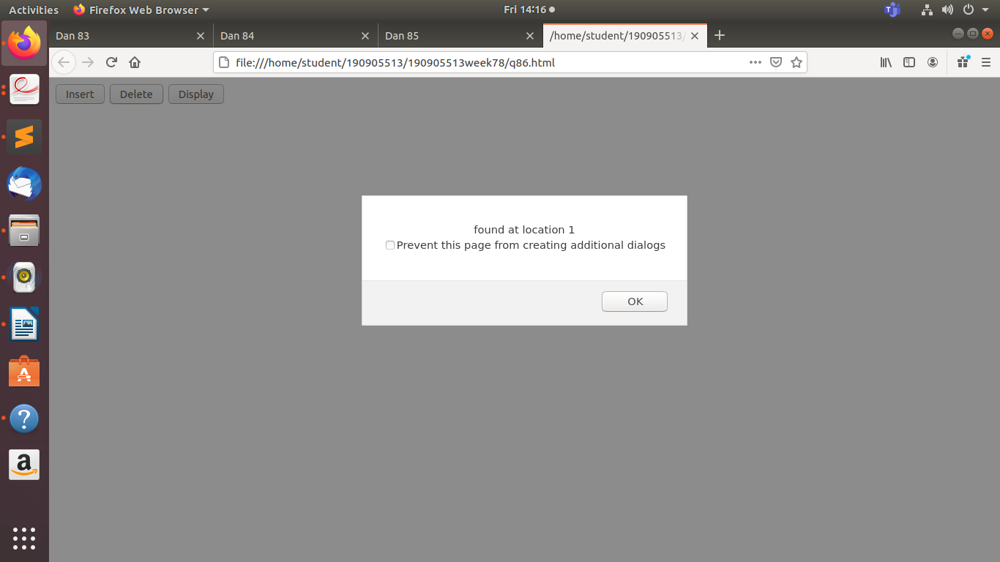 Activities Firefox Web Browser Fri 14:16
Dan 83 Dan 84 Dan 85 /home/student/190905513/
file:///home/student/190905513/190905513week78/q86.html
Insert Delete Display
found at location 1
Prevent this page from creating additional dialogs
OK